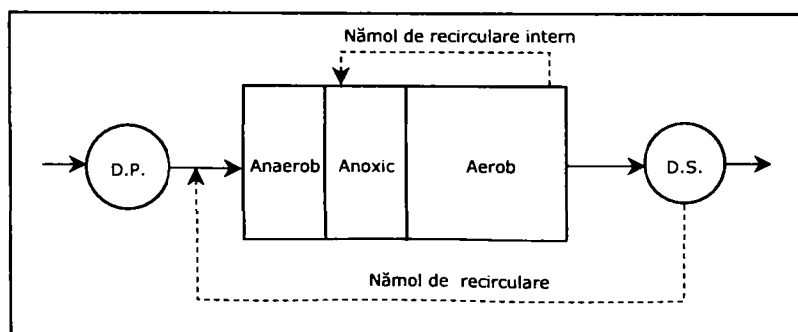 Nămol de recirculare intern
D.P.
Anaerob
Anoxic
Aerob
D.S.
Nămol de recirculare